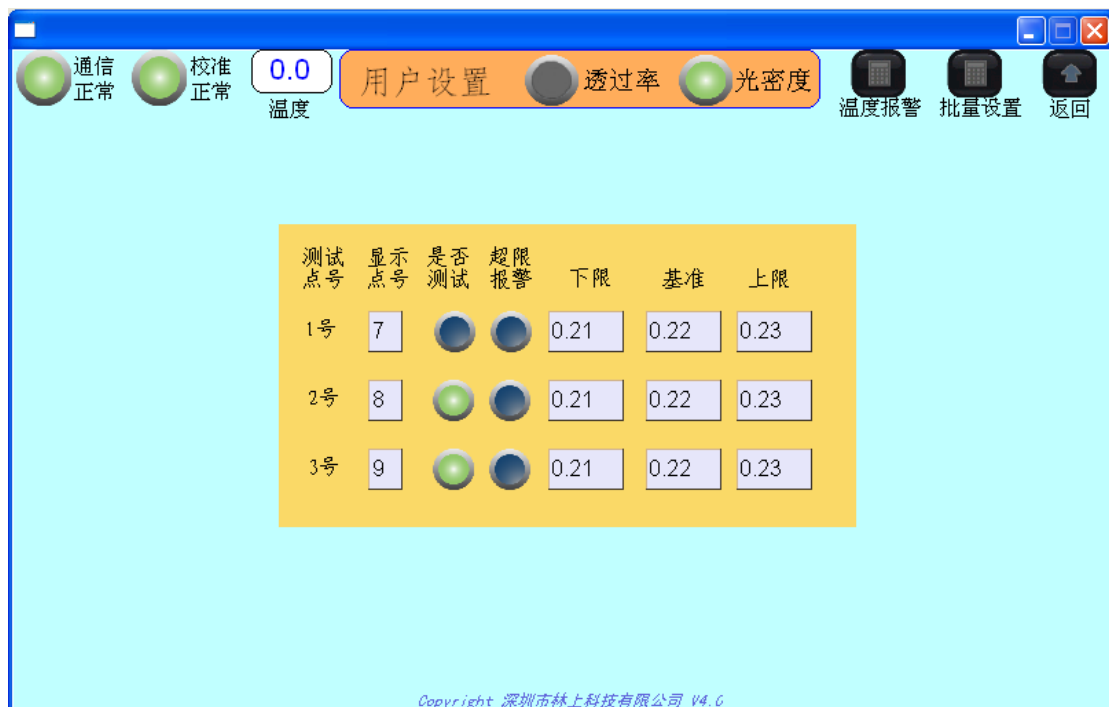 通信
正常
校准
正常
0.0
温度
用户设置
透过率
光密度
温度报警
批量设置
返回
测试
点号
显示
点号
是否
测试
超限
报警
下限
基准
上限
1号 7 0.21 0.22 0.23
2号 8 0.21 0.22 0.23
3号 9 0.21 0.22 0.23
Copyright 深圳市林上科技有限公司